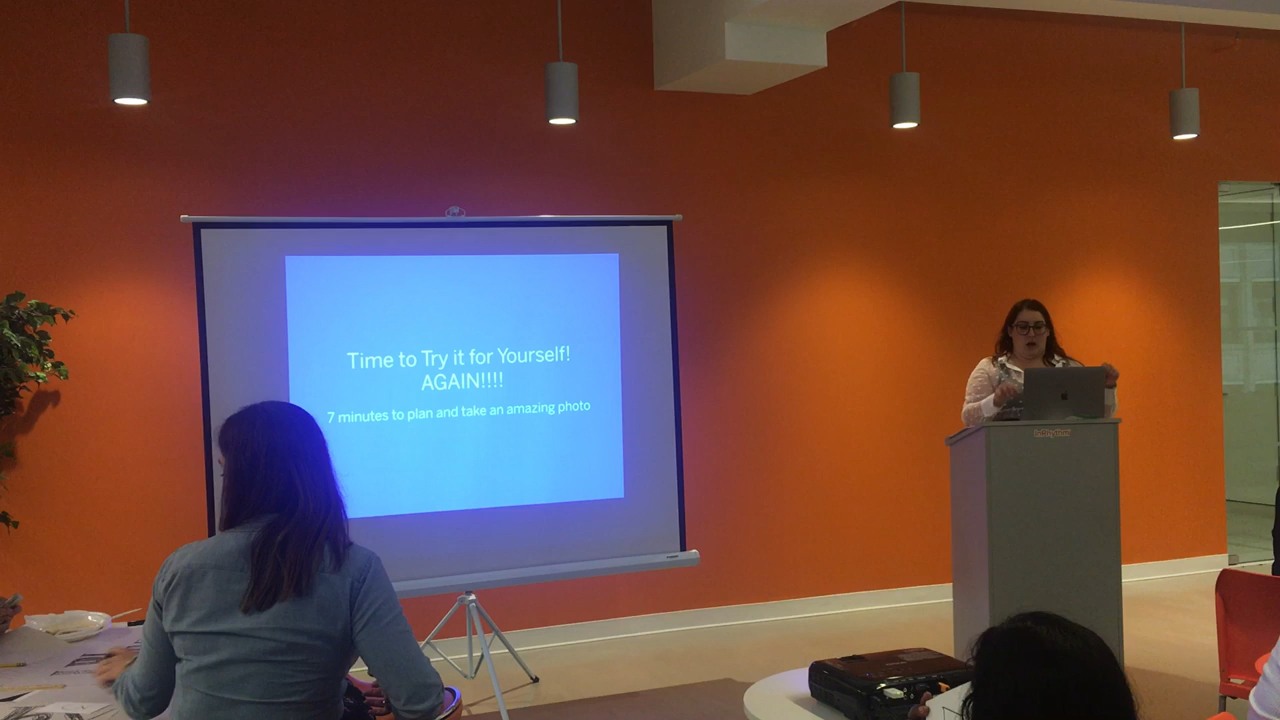 Time to Try it for Yourself!
AGAIN!!!!
7 minutes to plan and take an amazing photo